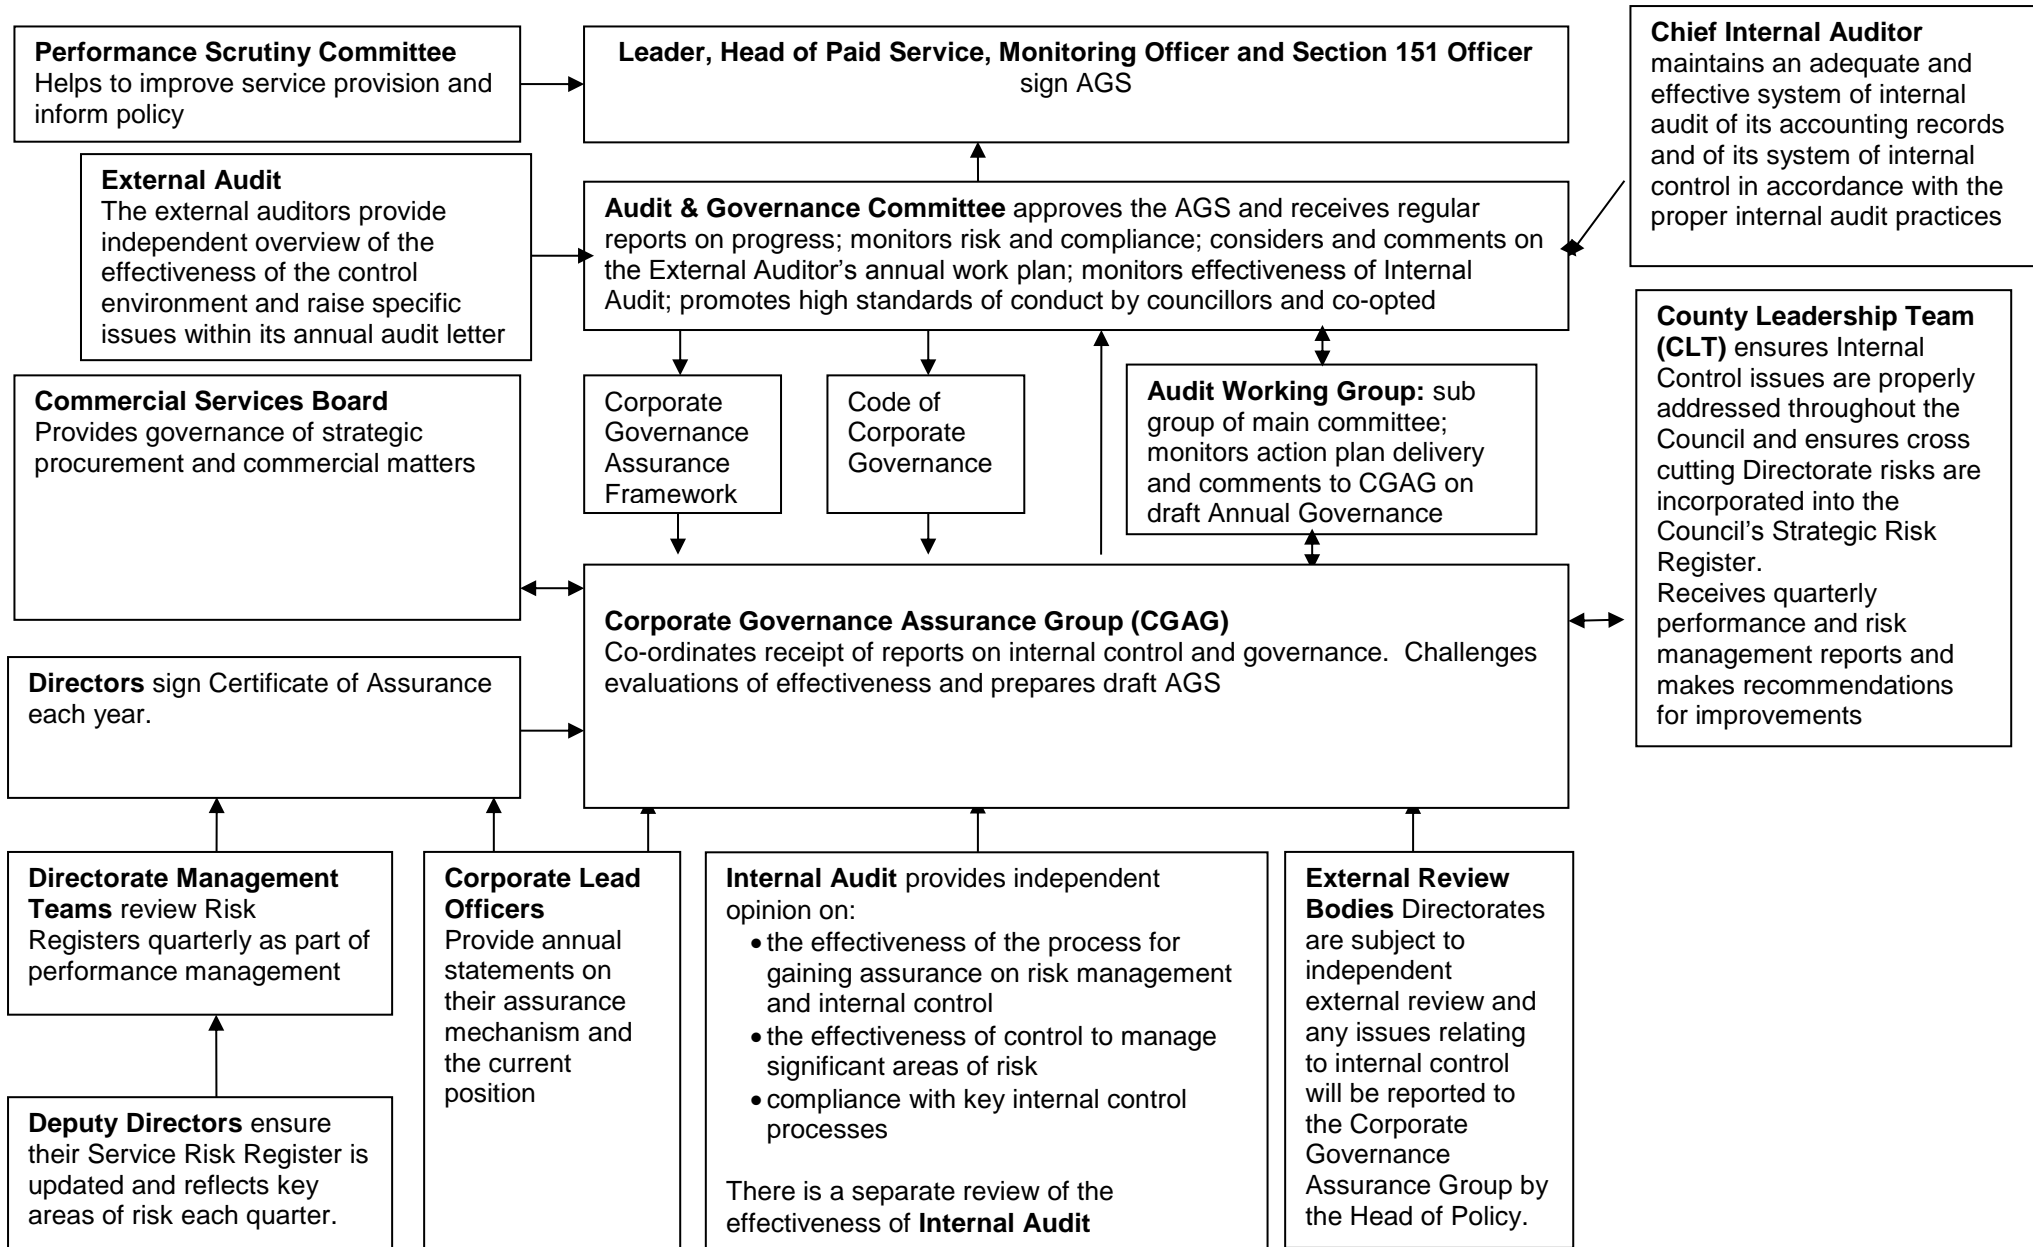 Performance Scrutiny Committee
Helps to improve service provision and
inform policy
Leader, Head of Paid Service, Monitoring Officer and Section 151 Officer
sign AGS
Chief Internal Auditor
maintains an adequate and
effective system of internal
audit of its accounting records
and of its system of internal
control in accordance with the
proper internal audit practices
External Audit
The external auditors provide
independent overview of the
effectiveness of the control
environment and raise specific
issues within its annual audit letter
Audit & Governance Committee approves the AGS and receives regular
reports on progress; monitors risk and compliance; considers and comments on
the External Auditor’s annual work plan; monitors effectiveness of Internal
Audit; promotes high standards of conduct by councillors and co-opted
County Leadership Team
(CLT) ensures Internal
Control issues are properly
addressed throughout the
Council and ensures cross
cutting Directorate risks are
incorporated into the
Council’s Strategic Risk
Register.
Receives quarterly
performance and risk
management reports and
makes recommendations
for improvements
Commercial Services Board
Provides governance of strategic
procurement and commercial matters
Corporate
Governance
Assurance
Framework
Code of
Corporate
Governance
Audit Working Group: sub
group of main committee;
monitors action plan delivery
and comments to CGAG on
draft Annual Governance
Corporate Governance Assurance Group (CGAG)
Co-ordinates receipt of reports on internal control and governance.  Challenges
evaluations of effectiveness and prepares draft AGS
Directors sign Certificate of Assurance
each year.
Directorate Management
Teams review Risk
Registers quarterly as part of
performance management
Deputy Directors ensure
their Service Risk Register is
updated and reflects key
areas of risk each quarter.
Corporate Lead
Officers
Provide annual
statements on
their assurance
mechanism and
the current
position
Internal Audit provides independent
opinion on:
• the effectiveness of the process for
gaining assurance on risk management
and internal control
• the effectiveness of control to manage
significant areas of risk
• compliance with key internal control
processes
There is a separate review of the
effectiveness of Internal Audit
External Review
Bodies Directorates
are subject to
independent
external review and
any issues relating
to internal control
will be reported to
the Corporate
Governance
Assurance Group by
the Head of Policy.